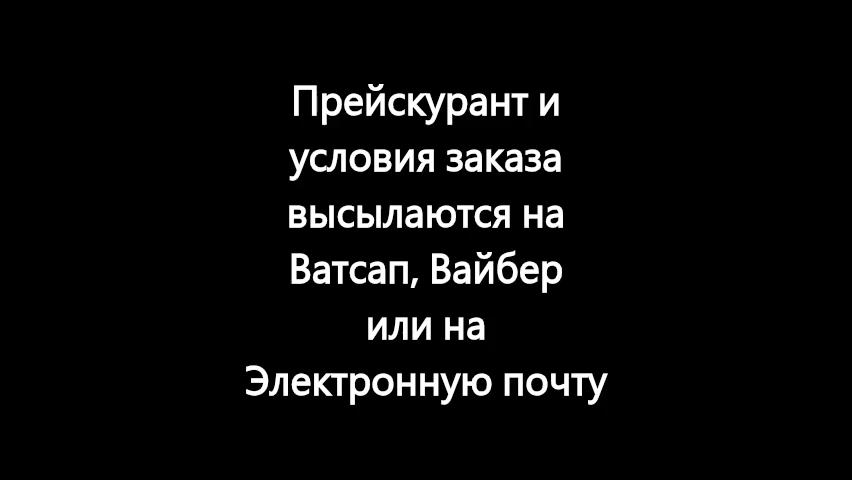 Прейскурант и
условия заказа
высылаются на
Ватсап, Вайбер
или на
Электронную почту